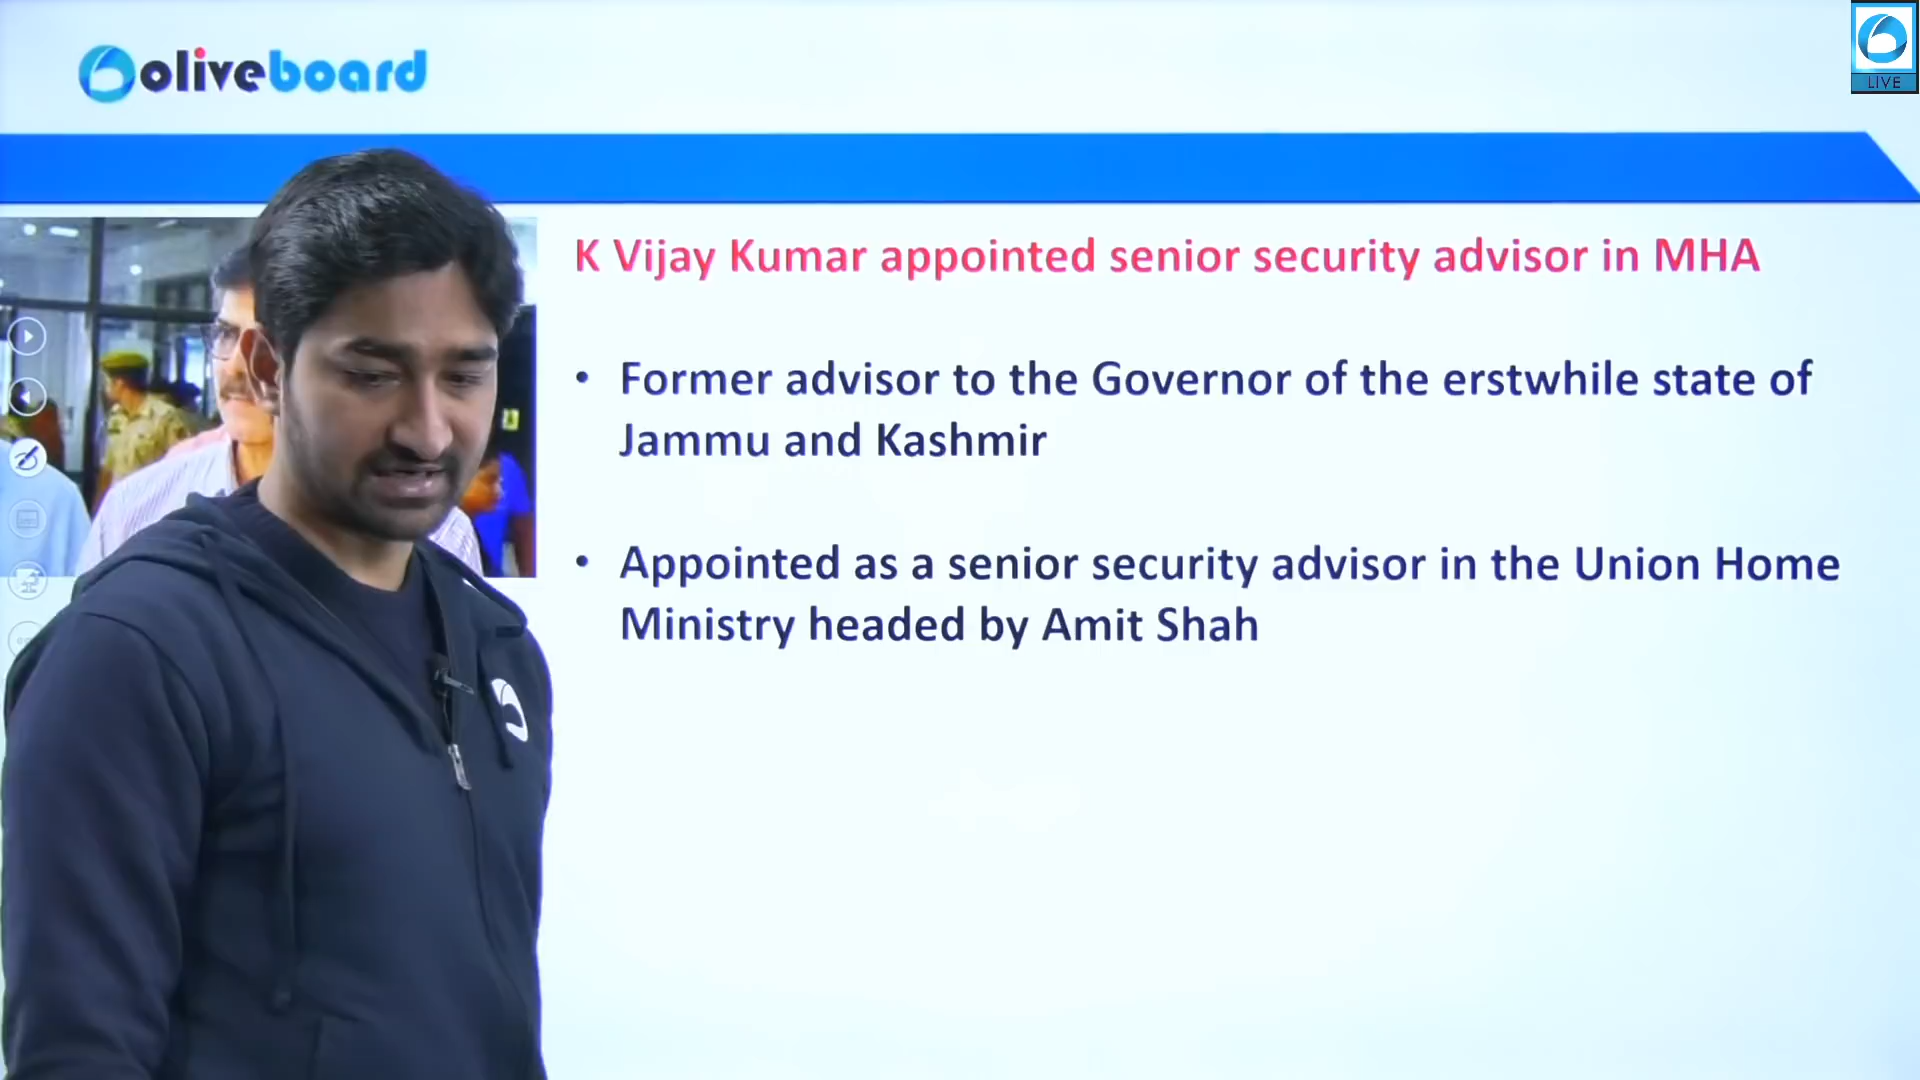 oliveboard
LIVE
K Vijay Kumar appointed senior security advisor in MHA
• Former advisor to the Governor of the erstwhile state of
Jammu and Kashmir
• Appointed as a senior security advisor in the Union Home
Ministry headed by Amit Shah